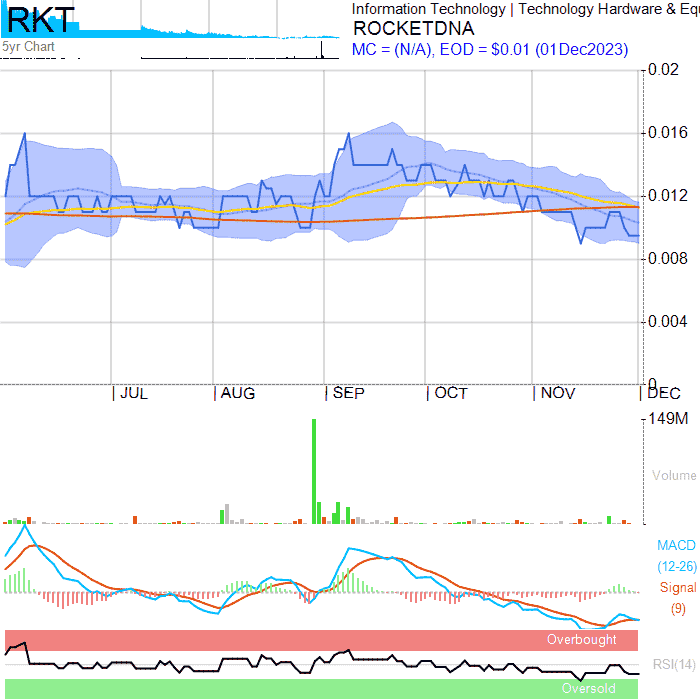 RKT
5yr Chart
Information Technology | Technology Hardware & Equ
ROCKETDNA
MC = (N/A), EOD = $0.01 (01Dec2023)
0.02
0.016
0.012
0.008
0.004
0
| JUL | AUG | SEP | OCT | NOV | DEC
149M
Volume
MACD
(12-26)
Signal
(9)
Overbought
RSI(14)
Oversold